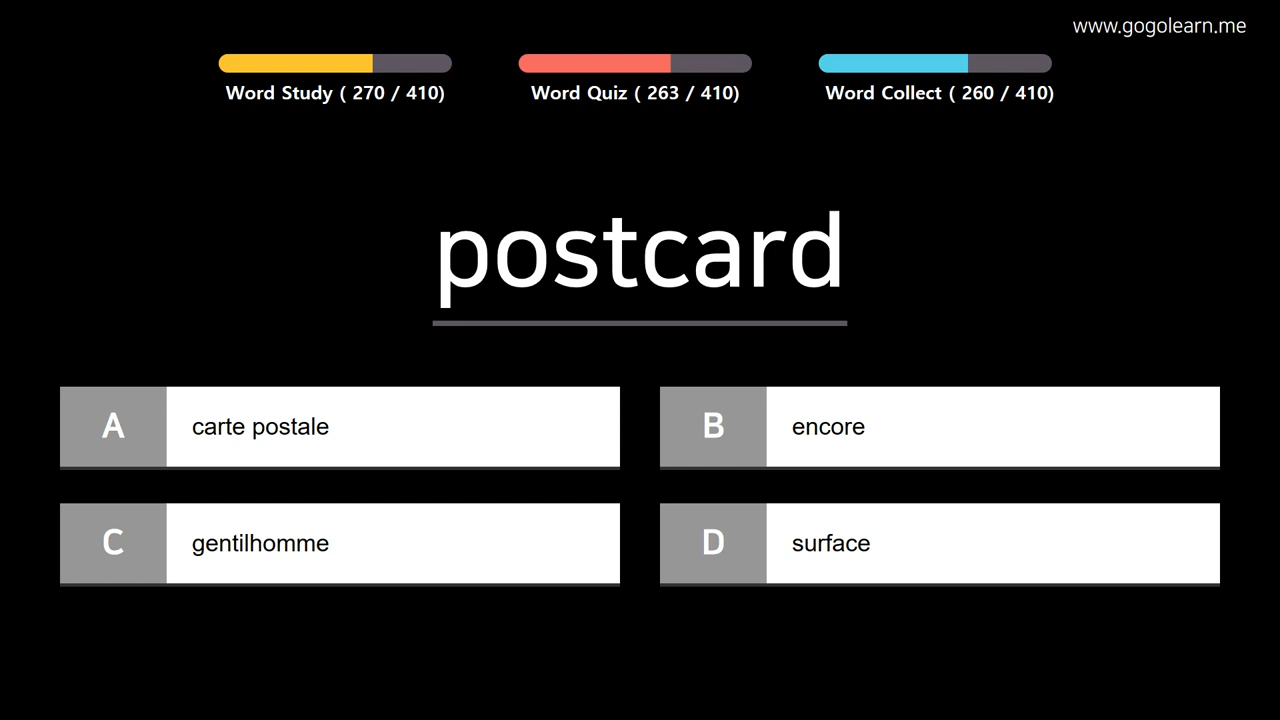 www.gogolearn.me
Word Study ( 270 / 410)
Word Quiz ( 263 / 410)
Word Collect ( 260 / 410)
postcard
A
carte postale
B
encore
C
gentilhomme
D
surface